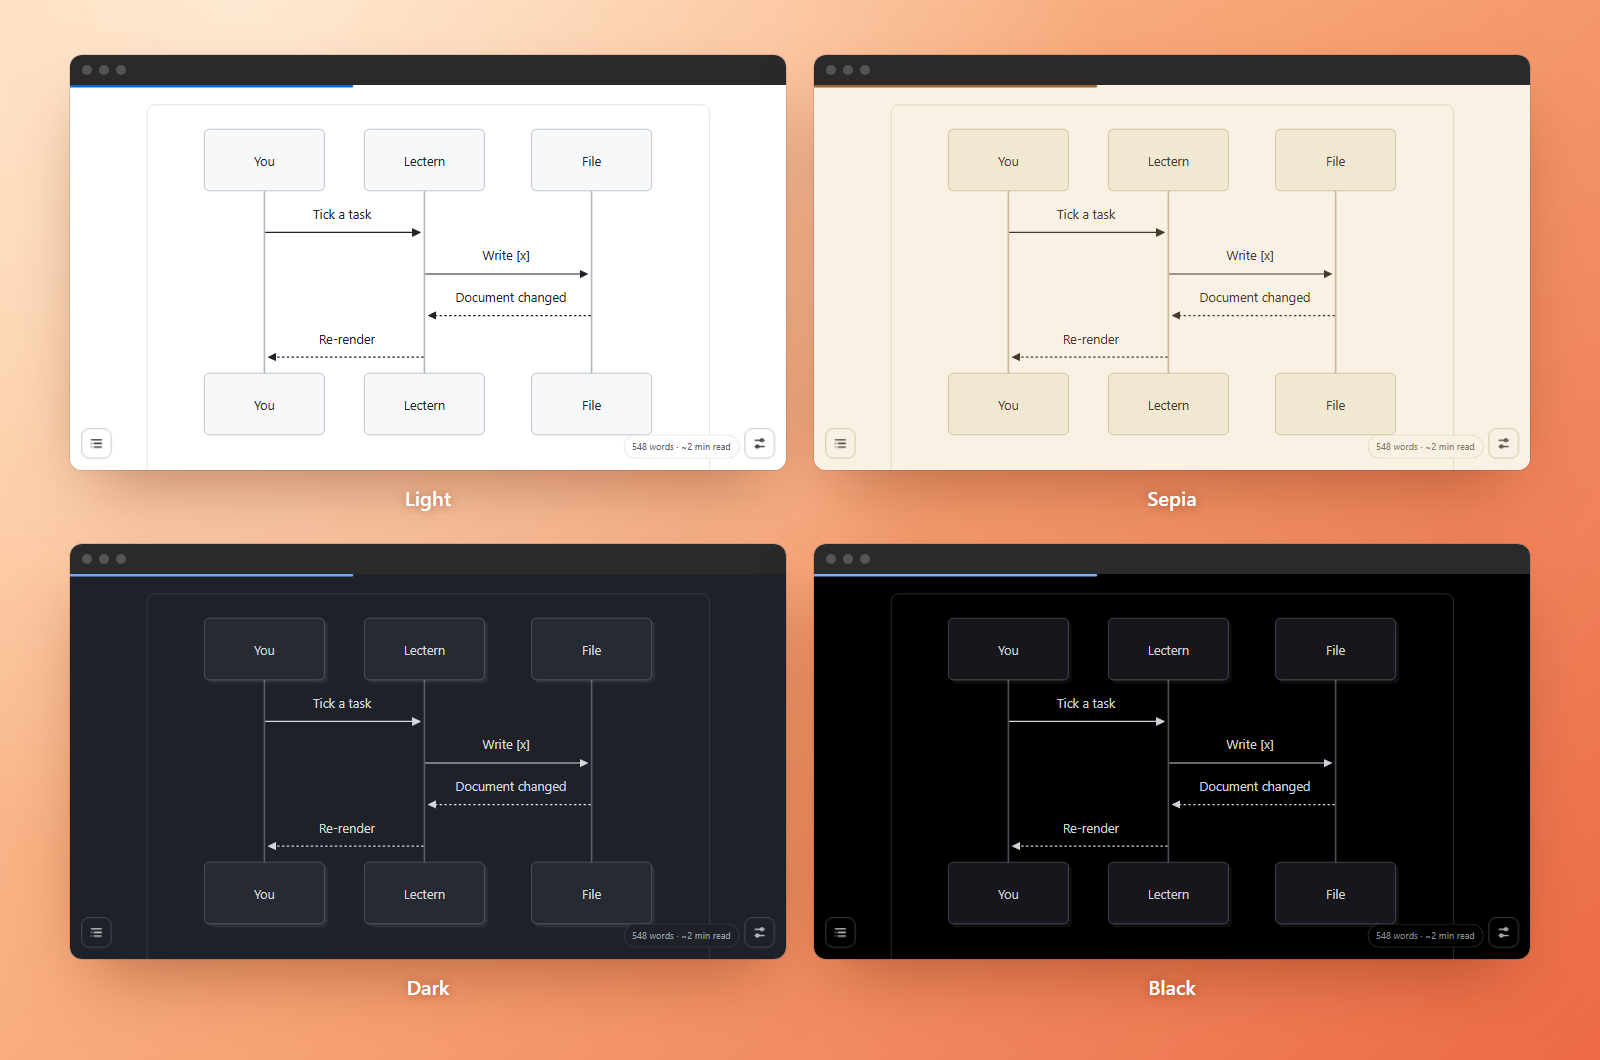 You Lectern File
Tick a task
Write [x]
Document changed
Re-render
You Lectern File
548 words · ~2 min read
Light
You Lectern File
Tick a task
Write [x]
Document changed
Re-render
You Lectern File
548 words · ~2 min read
Sepia
You Lectern File
Tick a task
Write [x]
Document changed
Re-render
You Lectern File
548 words · ~2 min read
Dark
You Lectern File
Tick a task
Write [x]
Document changed
Re-render
You Lectern File
548 words · ~2 min read
Black